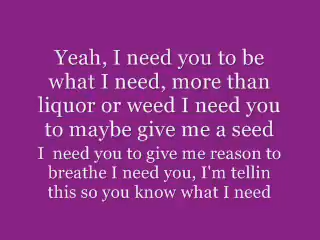 Yeah, I need you to be
what I need, more than
liquor or weed I need you
to maybe give me a seed
I  need you to give me reason to
breathe I need you, I'm tellin
this so you know what I need